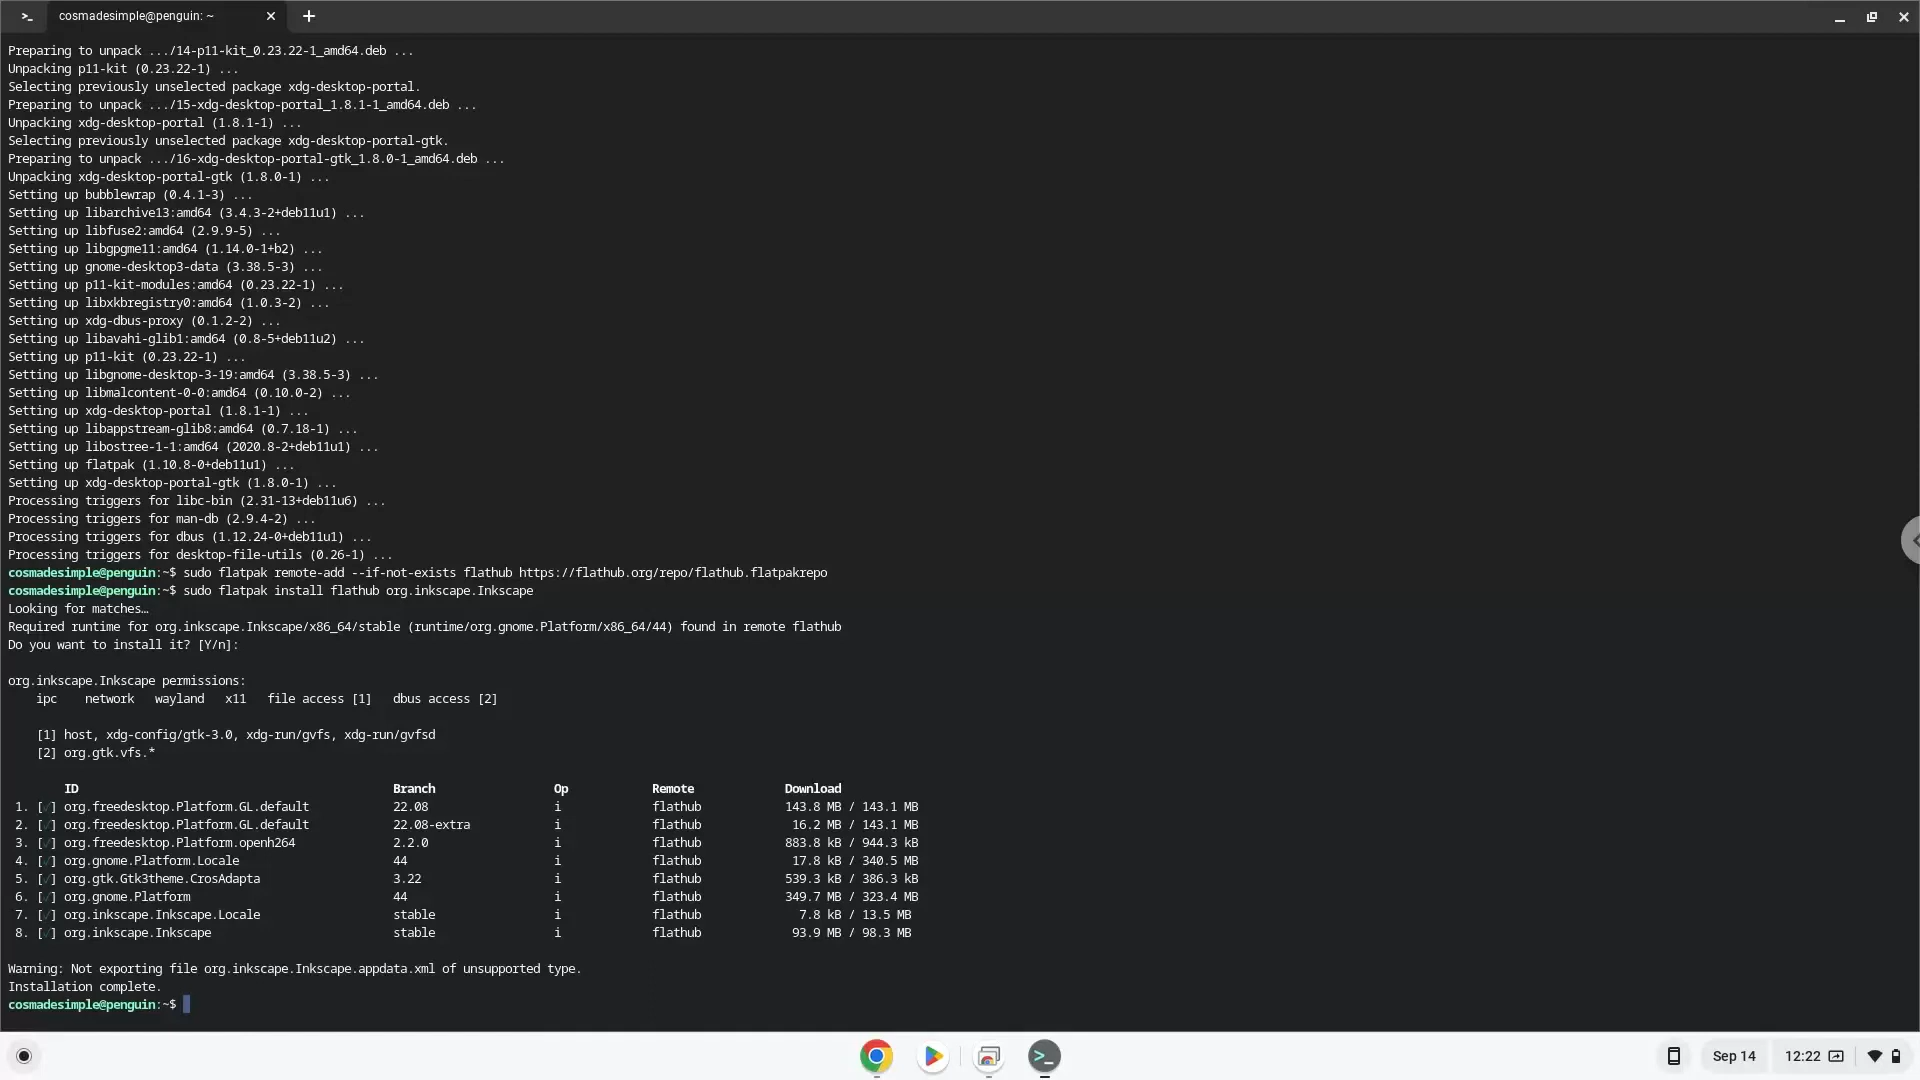 cosmadesimple@penguin: ~
Preparing to unpack .../14-p11-kit_0.23.22-1_amd64.deb ...
Unpacking p11-kit (0.23.22-1) ...
Selecting previously unselected package xdg-desktop-portal.
Preparing to unpack .../15-xdg-desktop-portal_1.8.1-1_amd64.deb ...
Unpacking xdg-desktop-portal (1.8.1-1) ...
Selecting previously unselected package xdg-desktop-portal-gtk.
Preparing to unpack .../16-xdg-desktop-portal-gtk_1.8.0-1_amd64.deb ...
Unpacking xdg-desktop-portal-gtk (1.8.0-1) ...
Setting up bubblewrap (0.4.1-3) ...
Setting up libarchive13:amd64 (3.4.3-2+deb11u1) ...
Setting up libfuse2:amd64 (2.9.9-5) ...
Setting up libgpgme11:amd64 (1.14.0-1+b2) ...
Setting up gnome-desktop3-data (3.38.5-3) ...
Setting up p11-kit-modules:amd64 (0.23.22-1) ...
Setting up libxkbregistry0:amd64 (1.0.3-2) ...
Setting up xdg-dbus-proxy (0.1.2-2) ...
Setting up libavahi-glib1:amd64 (0.8-5+deb11u2) ...
Setting up p11-kit (0.23.22-1) ...
Setting up libgnome-desktop-3-19:amd64 (3.38.5-3) ...
Setting up libmalcontent-0-0:amd64 (0.10.0-2) ...
Setting up xdg-desktop-portal (1.8.1-1) ...
Setting up libappstream-glib8:amd64 (0.7.18-1) ...
Setting up libostree-1-1:amd64 (2020.8-2+deb11u1) ...
Setting up flatpak (1.10.8-0+deb11u1) ...
Setting up xdg-desktop-portal-gtk (1.8.0-1) ...
Processing triggers for libc-bin (2.31-13+deb11u6) ...
Processing triggers for man-db (2.9.4-2) ...
Processing triggers for dbus (1.12.24-0+deb11u1) ...
Processing triggers for desktop-file-utils (0.26-1) ...
cosmadesimple@penguin:~$ sudo flatpak remote-add --if-not-exists flathub https://flathub.org/repo/flathub.flatpakrepo
cosmadesimple@penguin:~$ sudo flatpak install flathub org.inkscape.Inkscape
Looking for matches…
Required runtime for org.inkscape.Inkscape/x86_64/stable (runtime/org.gnome.Platform/x86_64/44) found in remote flathub
Do you want to install it? [Y/n]:
org.inkscape.Inkscape permissions:
ipc network wayland x11 file access [1] dbus access [2]
[1] host, xdg-config/gtk-3.0, xdg-run/gvfs, xdg-run/gvfsd
[2] org.gtk.vfs.*
ID Branch Op Remote Download
1. [✓] org.freedesktop.Platform.GL.default 22.08 i flathub 143.8 MB / 143.1 MB
2. [✓] org.freedesktop.Platform.GL.default 22.08-extra i flathub 16.2 MB / 143.1 MB
3. [✓] org.freedesktop.Platform.openh264 2.2.0 i flathub 883.8 kB / 944.3 kB
4. [✓] org.gnome.Platform.Locale 44 i flathub 17.8 kB / 340.5 MB
5. [✓] org.gtk.Gtk3theme.CrosAdapta 3.22 i flathub 539.3 kB / 386.3 kB
6. [✓] org.gnome.Platform 44 i flathub 349.7 MB / 323.4 MB
7. [✓] org.inkscape.Inkscape.Locale stable i flathub 7.8 kB / 13.5 MB
8. [✓] org.inkscape.Inkscape stable i flathub 93.9 MB / 98.3 MB
Warning: Not exporting file org.inkscape.Inkscape.appdata.xml of unsupported type.
Installation complete.
cosmadesimple@penguin:~$
Sep 14 12:22